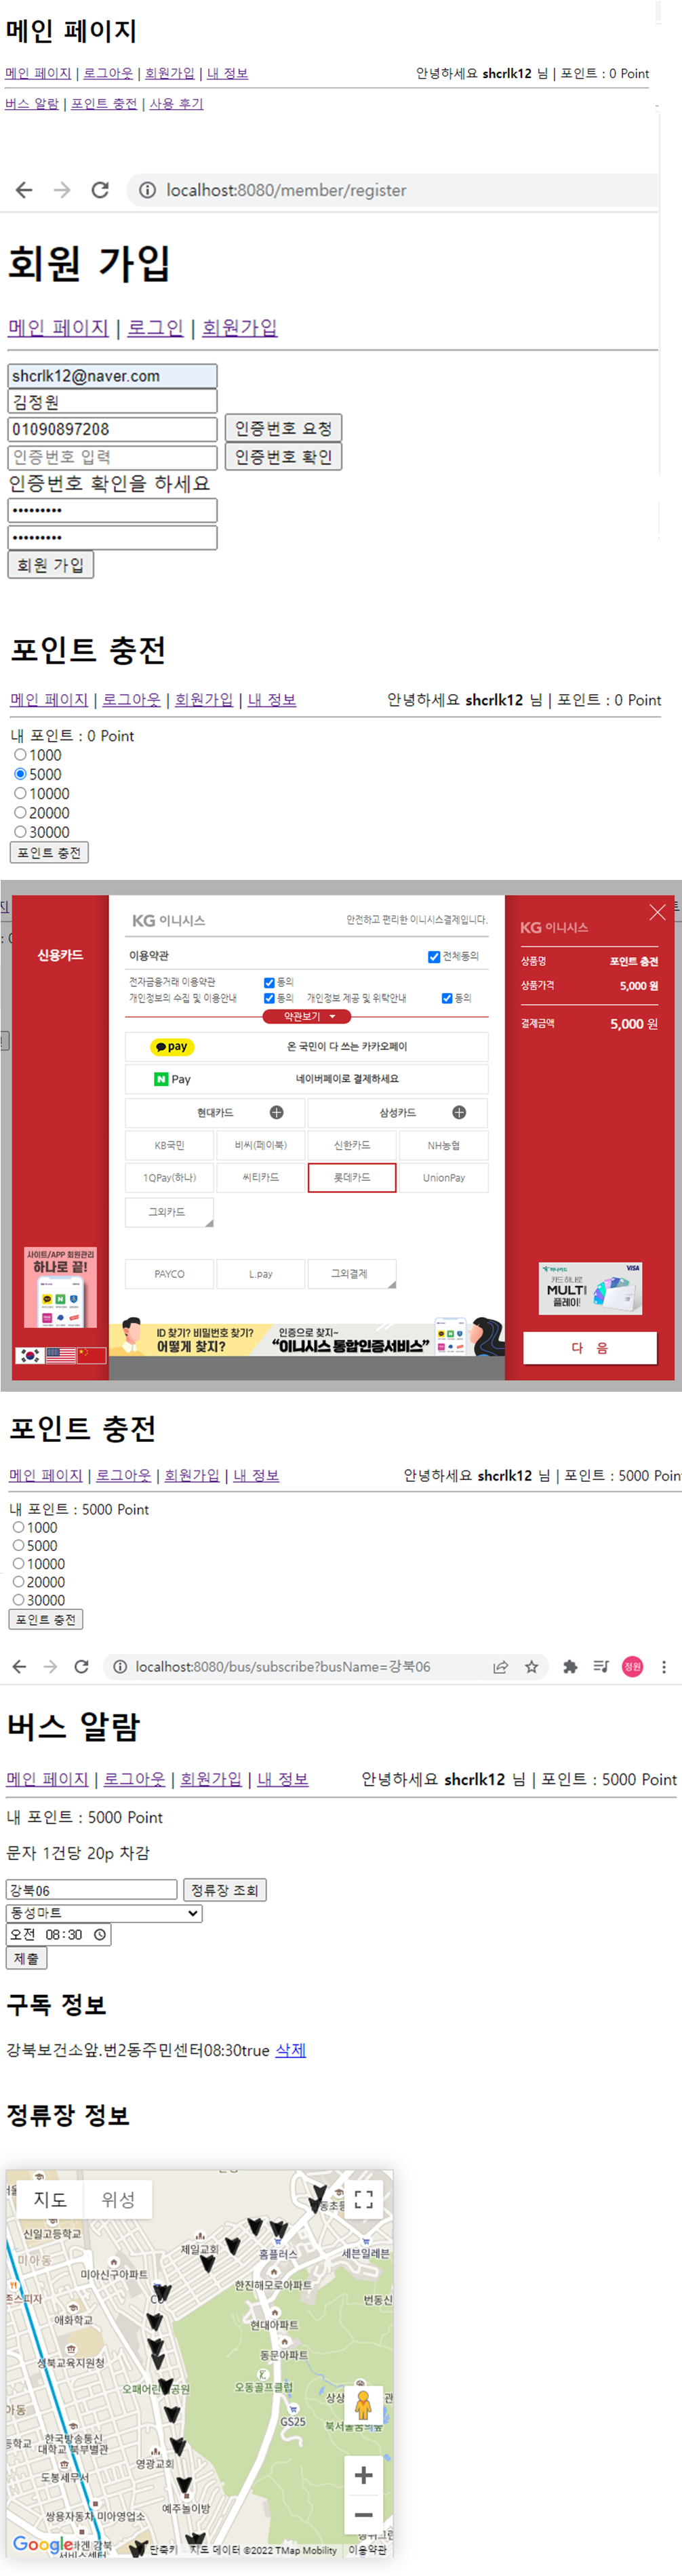 메인 페이지
메인 페이지 | 로그아웃 | 회원가입 | 내 정보 안녕하세요 shcrlk12 님 | 포인트 : 0 Point
버스 알람 | 포인트 충전 | 사용 후기
localhost:8080/member/register
회원 가입
메인 페이지 | 로그인 | 회원가입
shcrlk12@naver.com
김정원
01090897208 인증번호 요청
인증번호 입력 인증번호 확인
인증번호 확인을 하세요
•••••••••
•••••••••
회원 가입
포인트 충전
메인 페이지 | 로그아웃 | 회원가입 | 내 정보 안녕하세요 shcrlk12 님 | 포인트 : 0 Point
내 포인트 : 0 Point
1000
5000
10000
20000
30000
포인트 충전
신용카드
KG 이니시스 안전하고 편리한 이니시스결제입니다.
이용약관 전체동의
전자금융거래 이용약관 동의
개인정보의 수집 및 이용안내 동의 개인정보 제공 및 위탁안내 동의
약관보기
pay 온 국민이 다 쓰는 카카오페이
N Pay 네이버페이로 결제하세요
현대카드 삼성카드
KB국민 비씨(페이북) 신한카드 NH농협
1QPay(하나) 씨티카드 롯데카드 UnionPay
그외카드
PAYCO L.pay 그외결제
사이트/APP 회원관리
하나로 끝!
ID 찾기? 비밀번호 찾기?
어떻게 찾지?
인증으로 찾지~
“이니시스 통합인증서비스”
KG 이니시스
상품명 포인트 충전
상품가격 5,000 원
결제금액 5,000 원
하나카드 VISA
카드 하나로
MULTI
플레이!
다 음
포인트 충전
메인 페이지 | 로그아웃 | 회원가입 | 내 정보 안녕하세요 shcrlk12 님 | 포인트 : 5000 Poin
내 포인트 : 5000 Point
1000
5000
10000
20000
30000
포인트 충전
localhost:8080/bus/subscribe?busName=강북06 정원
버스 알람
메인 페이지 | 로그아웃 | 회원가입 | 내 정보 안녕하세요 shcrlk12 님 | 포인트 : 5000 Point
내 포인트 : 5000 Point
문자 1건당 20p 차감
강북06 정류장 조회
동성마트
오전 08:30
제출
구독 정보
강북보건소앞.번2동주민센터08:30true 삭제
정류장 정보
지도 위성
신일고등학교
미아동
제일교회
홈플러스
세븐일레븐
미아신구아파트
한진해모로아파트
존스피자
번동신
애화학교
현대아파트
동문아파트
성북교육지원청
CU
오패어린 공원
오동골프클럽
상상
GS25
북서울꿈의숲
한국방송통신
대학교 북부별관
영광교회
도봉세무서
예주놀이방
쌍용자동차 미아영업소
Google
단축키 지도 데이터 ©2022 TMap Mobility 이용약관